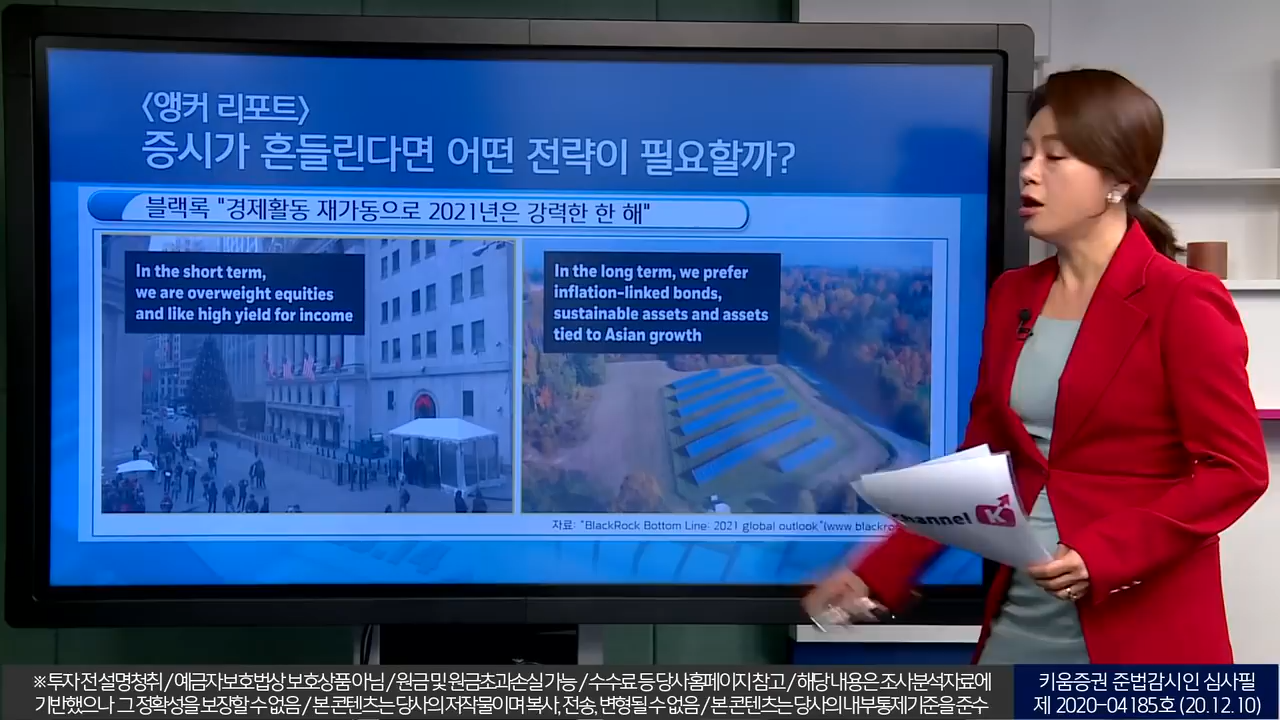 〈앵커 리포트〉
증시가 흔들린다면 어떤 전략이 필요할까?
블랙록 "경제활동 재가동으로 2021년은 강력한 한 해"
In the short term,
we are overweight equities
and like high yield for income
In the long term, we prefer
inflation-linked bonds,
sustainable assets and assets
tied to Asian growth
자료: "BlackRock Bottom Line: 2021 global outlook"(www
Channel K
※ 투자 전 설명청취 / 예금자보호법상 보호상품 아님 / 원금 및 원금초과손실 가능 / 수수료 등 당사홈페이지 참고 / 해당 내용은 조사분석자료에
기반했으나 그 정확성을 보장할 수 없음 / 본 콘텐츠는 당사의 저작물이며 복사, 전송, 변형될 수 없음 / 본 콘텐츠는 당사의 내부통제기준을 준수
키움증권 준법감시인 심사필
제 2020-04185호 (20.12.10)